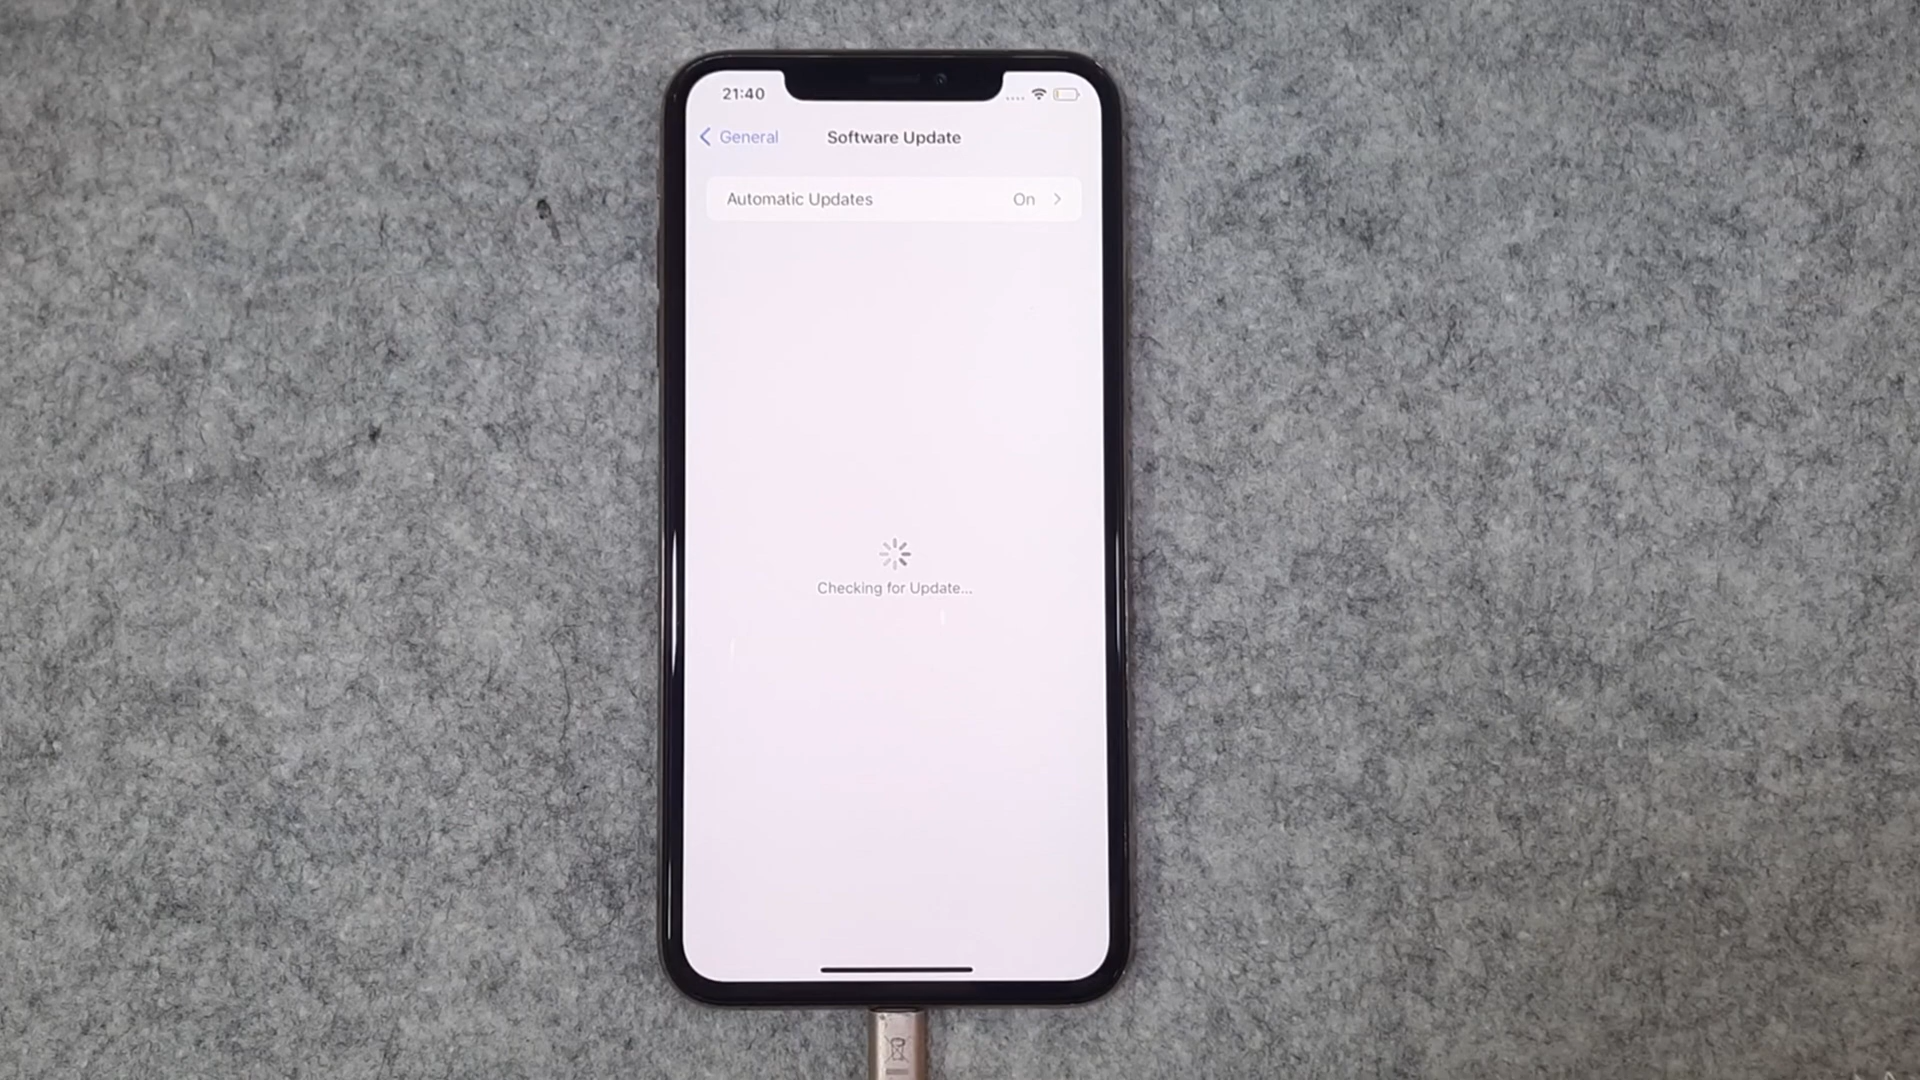 21:40
General
Software Update
Automatic Updates
On
Checking for Update...